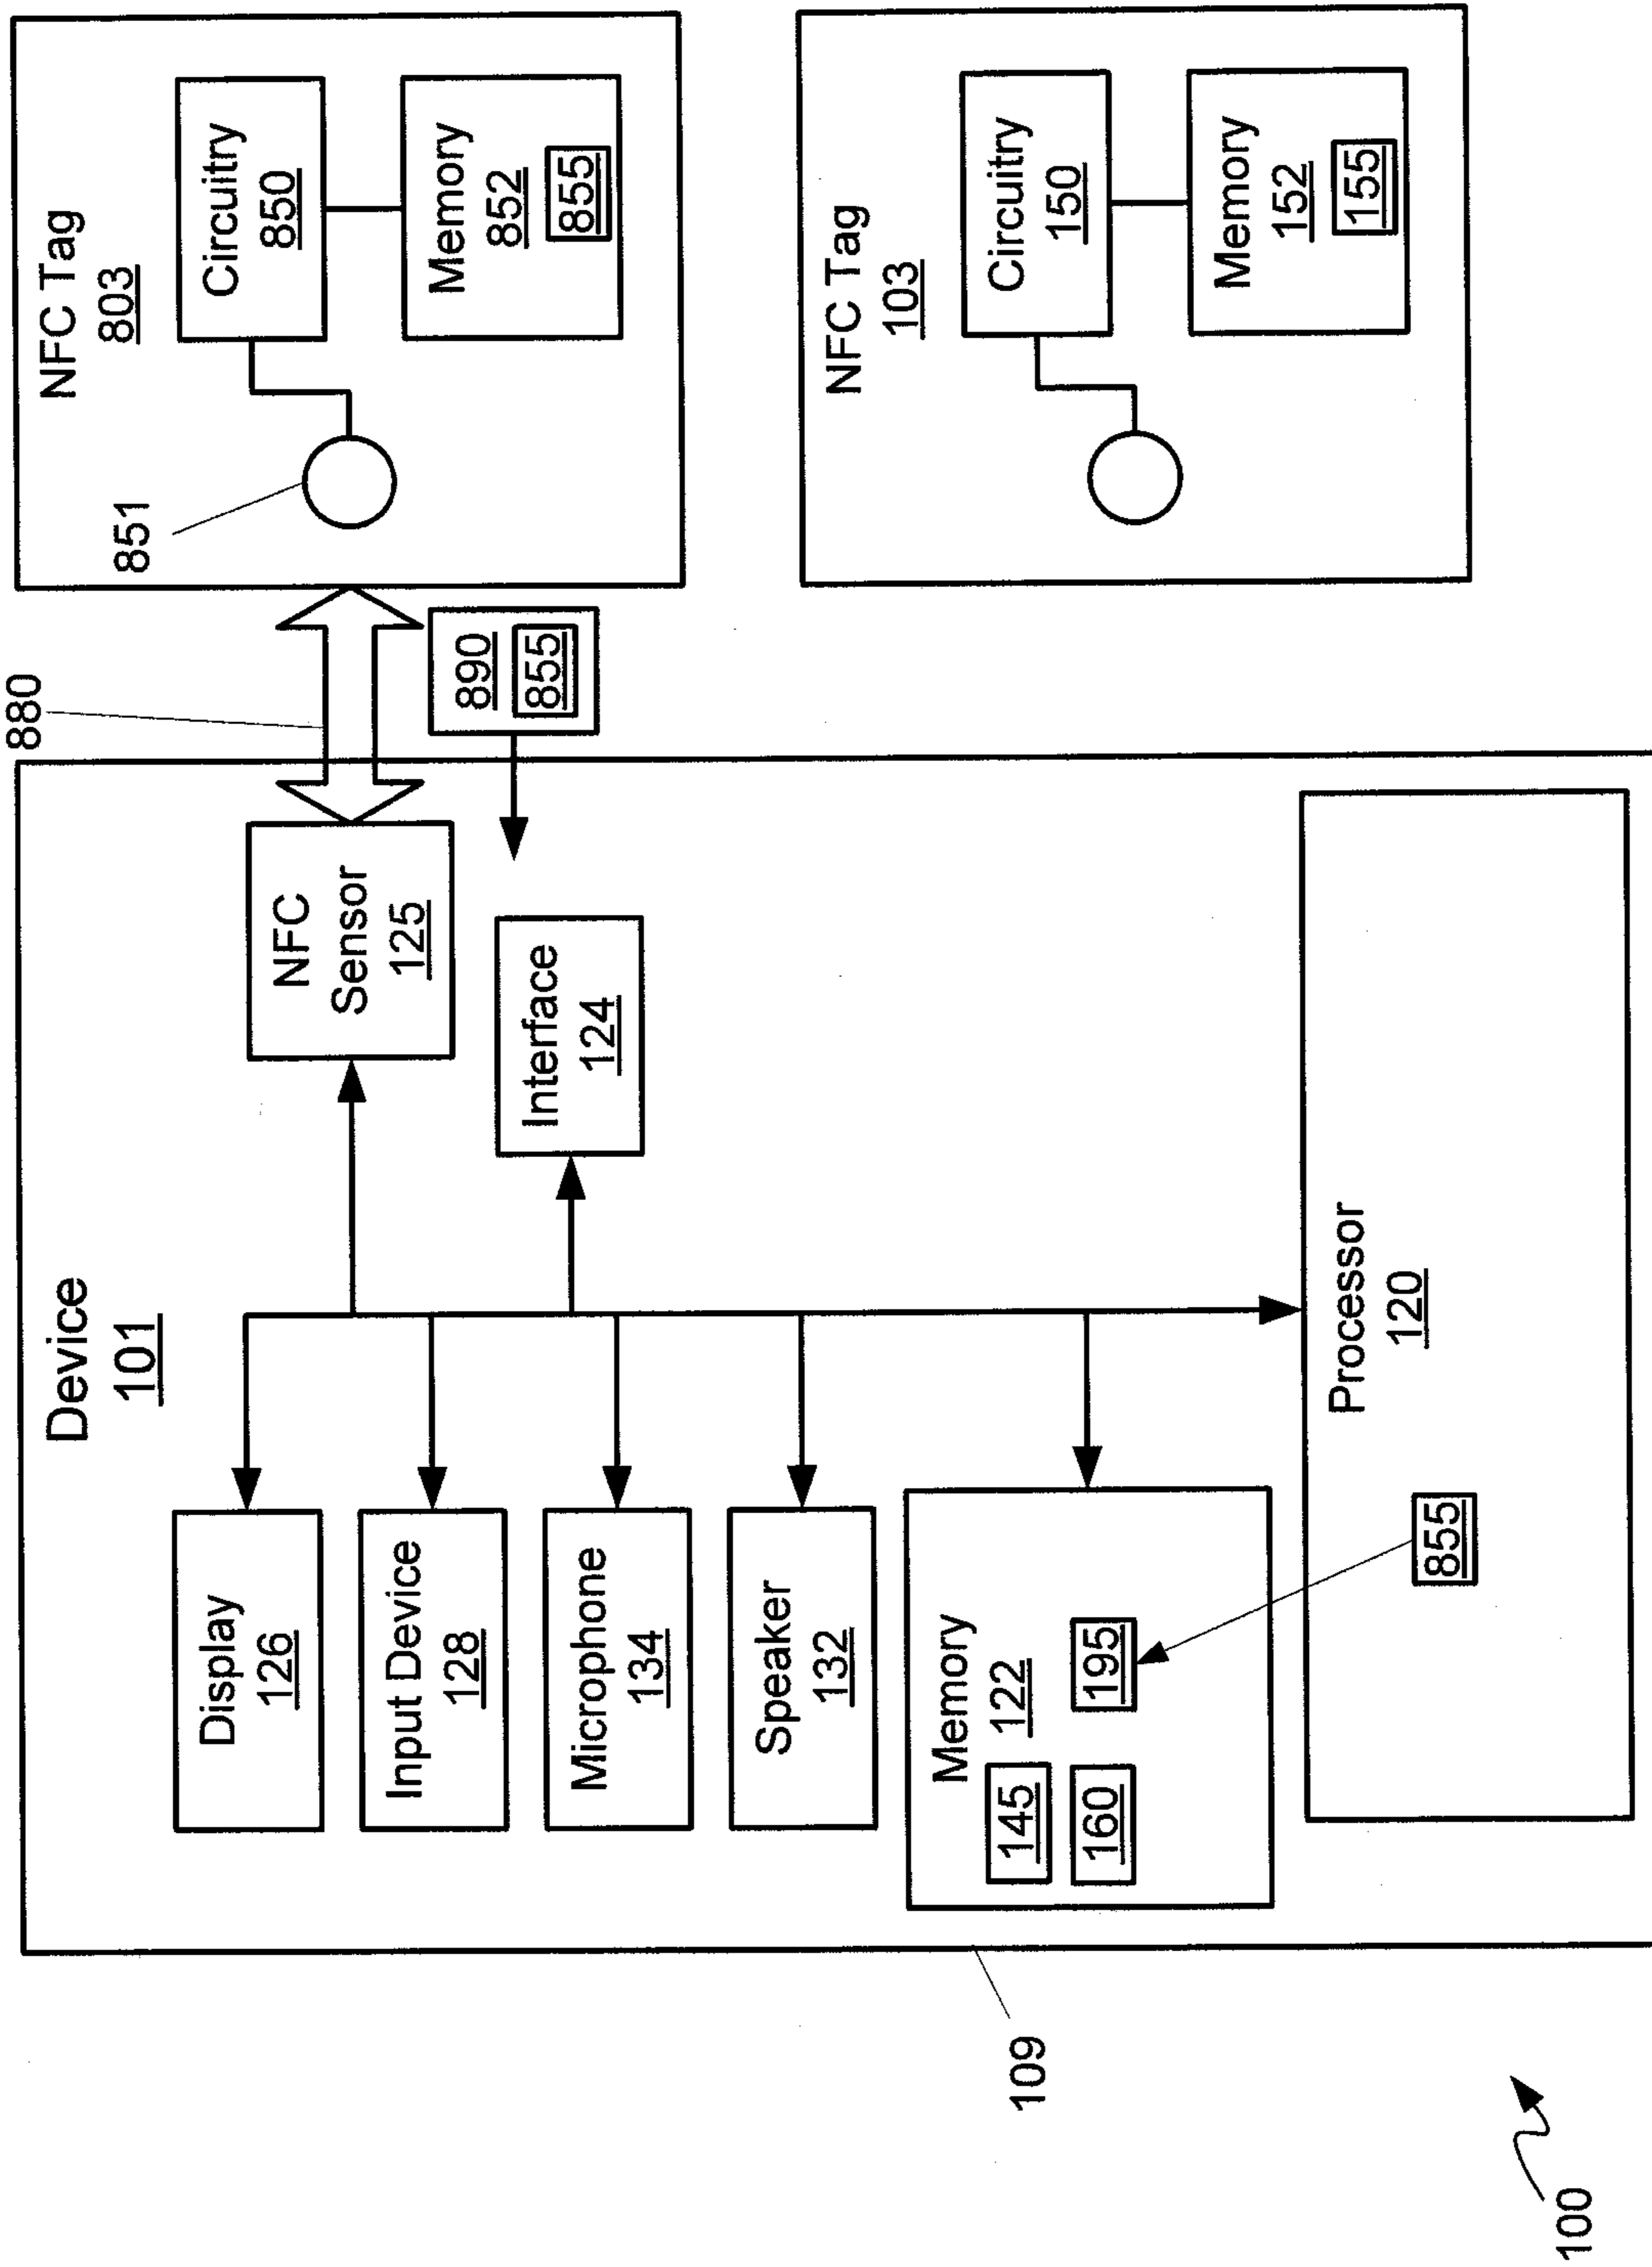 Device
101
Display
126
Input Device
128
Microphone
134
Speaker
132
Memory
122
145
160
195
NFC
Sensor
125
Interface
124
Processor
120
855
109
100
880
890
855
NFC Tag
803
851
Circuitry
850
Memory
852
855
NFC Tag
103
Circuitry
150
Memory
152
155